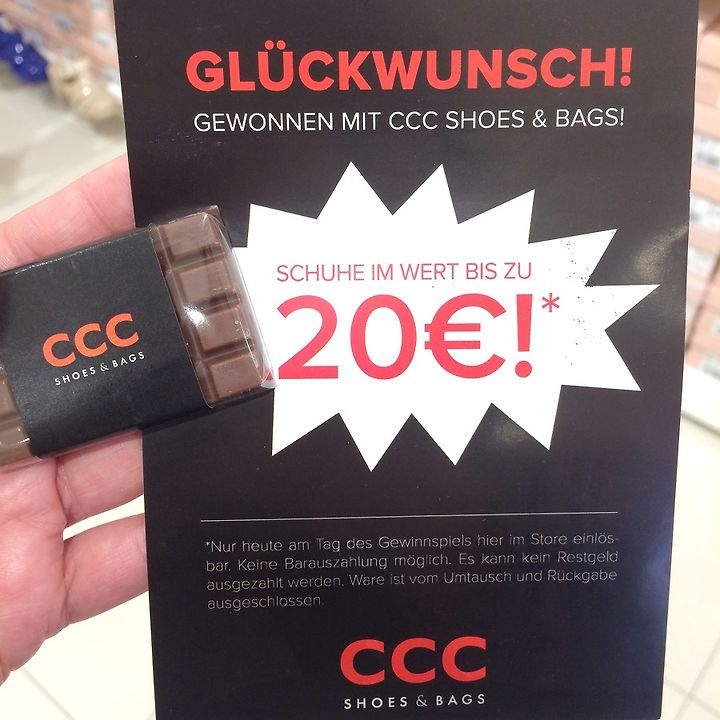 GLÜCKWUNSCH!
GEWONNEN MIT CCC SHOES & BAGS!
SCHUHE IM WERT BIS ZU
20€!*
CCC
SHOES & BAGS
*Nur heute am Tag des Gewinnspiels hier im Store einlös-
bar. Keine Barauszahlung möglich. Es kann kein Restgeld
ausgezahlt werden. Ware ist vom Umtausch und Rückgabe
ausgeschlossen.
CCC
SHOES & BAGS